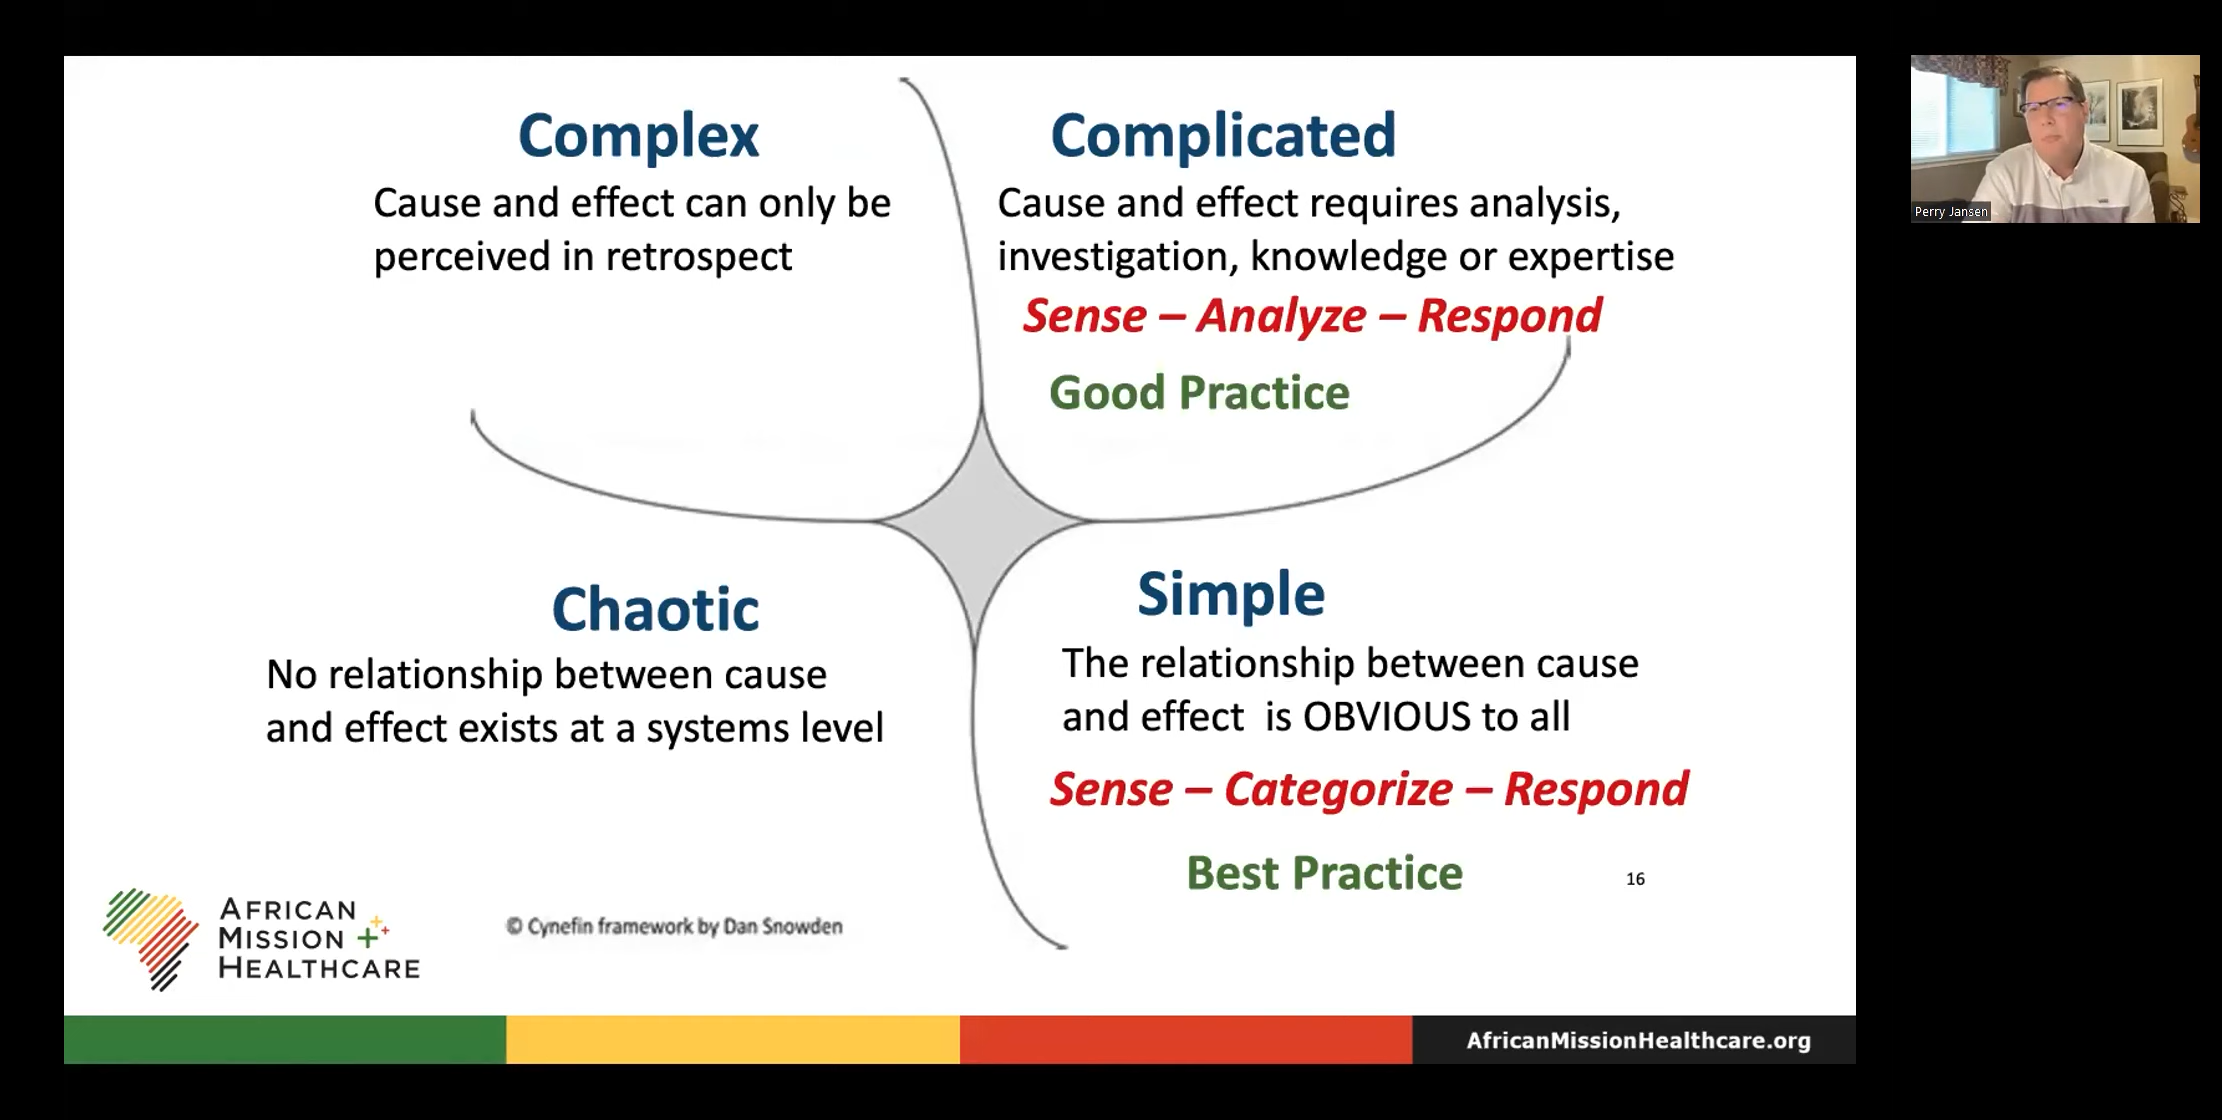 Complex
Cause and effect can only be
perceived in retrospect
Complicated
Cause and effect requires analysis,
investigation, knowledge or expertise
Sense – Analyze – Respond
Good Practice
Chaotic
No relationship between cause
and effect exists at a systems level
Simple
The relationship between cause
and effect is OBVIOUS to all
Sense – Categorize – Respond
Best Practice
16
AFRICAN
MISSION
HEALTHCARE
© Cynefin framework by Dan Snowden
AfricanMissionHealthcare.org
Perry Jansen